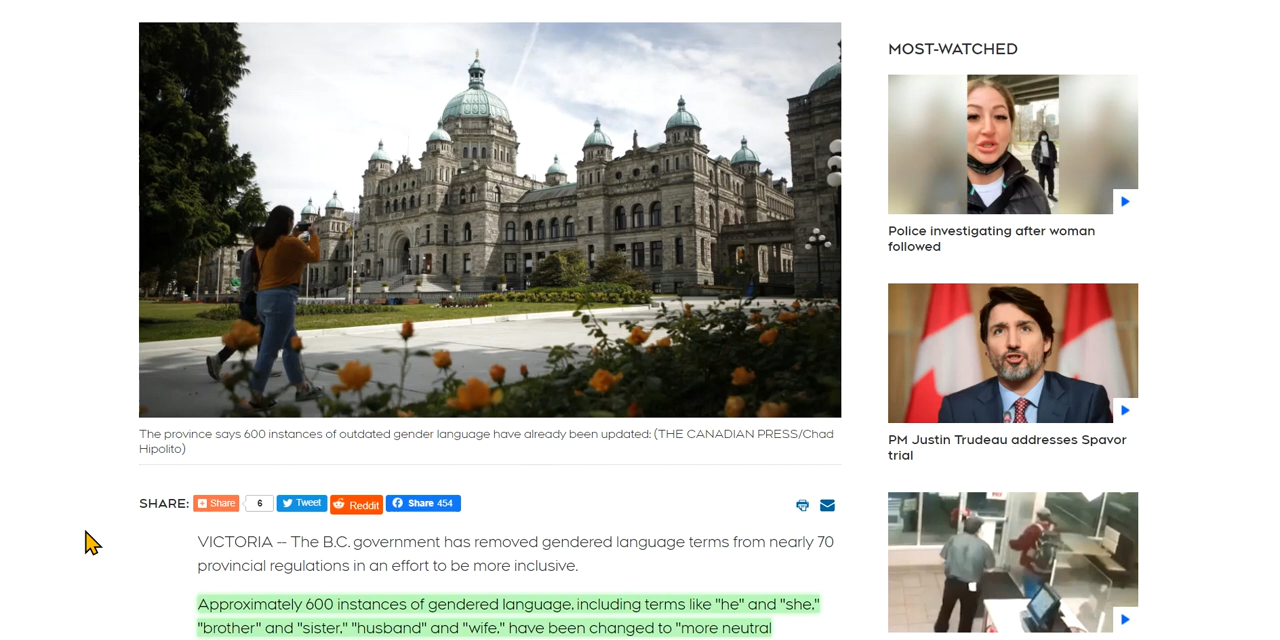 MOST-WATCHED
Police investigating after woman
followed
PM Justin Trudeau addresses Spavor
trial
The province says 600 instances of outdated gender language have already been updated: (THE CANADIAN PRESS/Chad
Hipolito)
SHARE: Share 6 Tweet Reddit Share 454
VICTORIA -- The B.C. government has removed gendered language terms from nearly 70
provincial regulations in an effort to be more inclusive.
Approximately 600 instances of gendered language, including terms like "he" and "she,"
"brother" and "sister," "husband" and "wife," have been changed to "more neutral